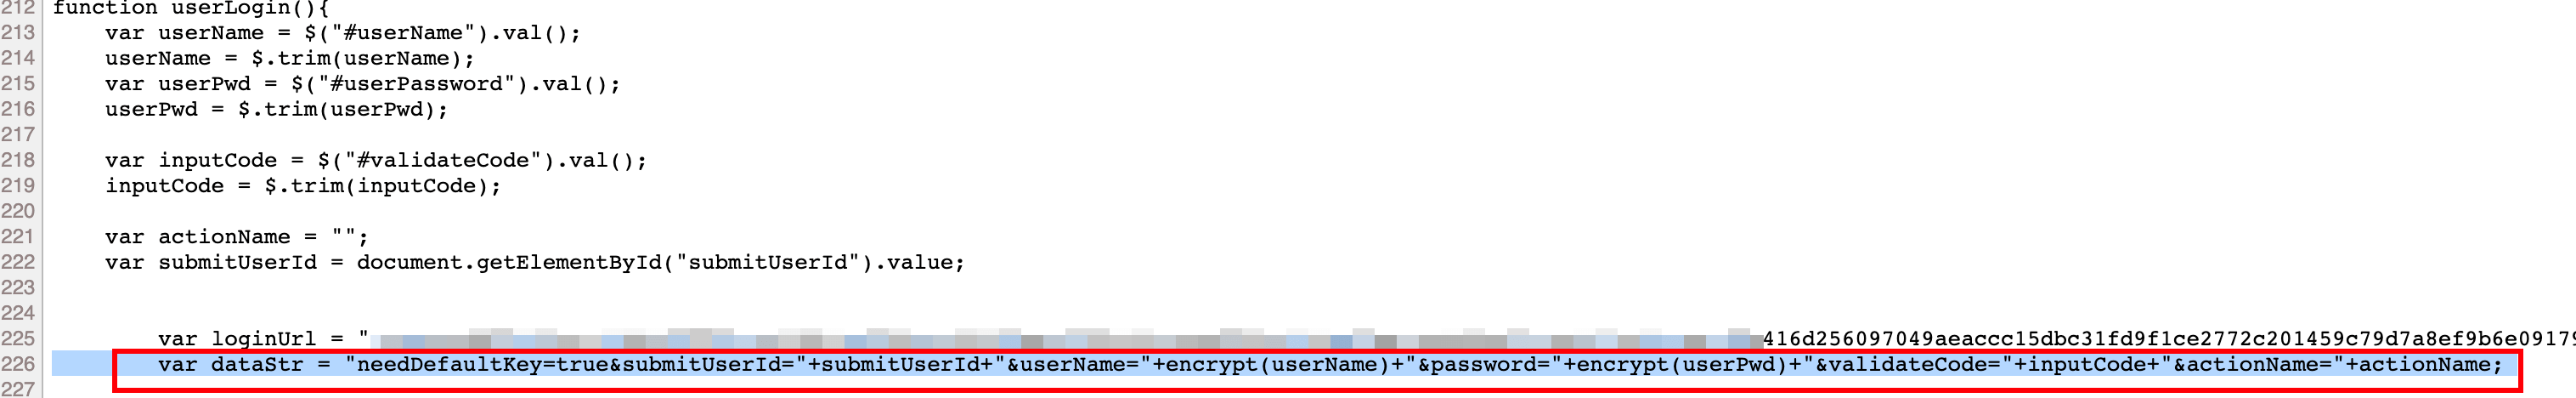 212 function userLogin(){
213 var userName = $("#userName").val();
214 userName = $.trim(userName);
215 var userPwd = $("#userPassword").val();
216 userPwd = $.trim(userPwd);
217
218 var inputCode = $("#validateCode").val();
219 inputCode = $.trim(inputCode);
220
221 var actionName = "";
222 var submitUserId = document.getElementById("submitUserId").value;
223
224
225 var loginUrl = " 416d256097049aeaccc15dbc31fd9f1ce2772c201459c79d7a8ef9b6e09179
226 var dataStr = "needDefaultKey=true&submitUserId="+submitUserId+"&userName="+encrypt(userName)+"&password="+encrypt(userPwd)+"&validateCode="+inputCode+"&actionName="+actionName;
227